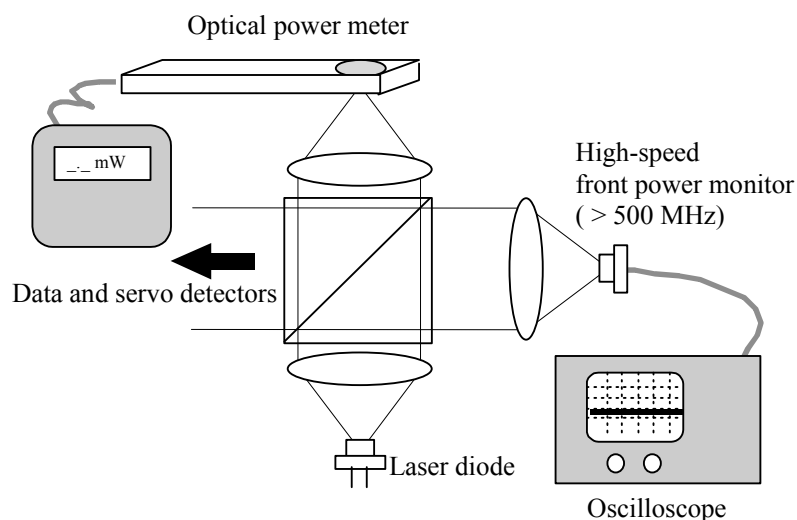 Optical power meter
_._ mW
High-speed
front power monitor
( > 500 MHz)
Data and servo detectors
Laser diode
Oscilloscope